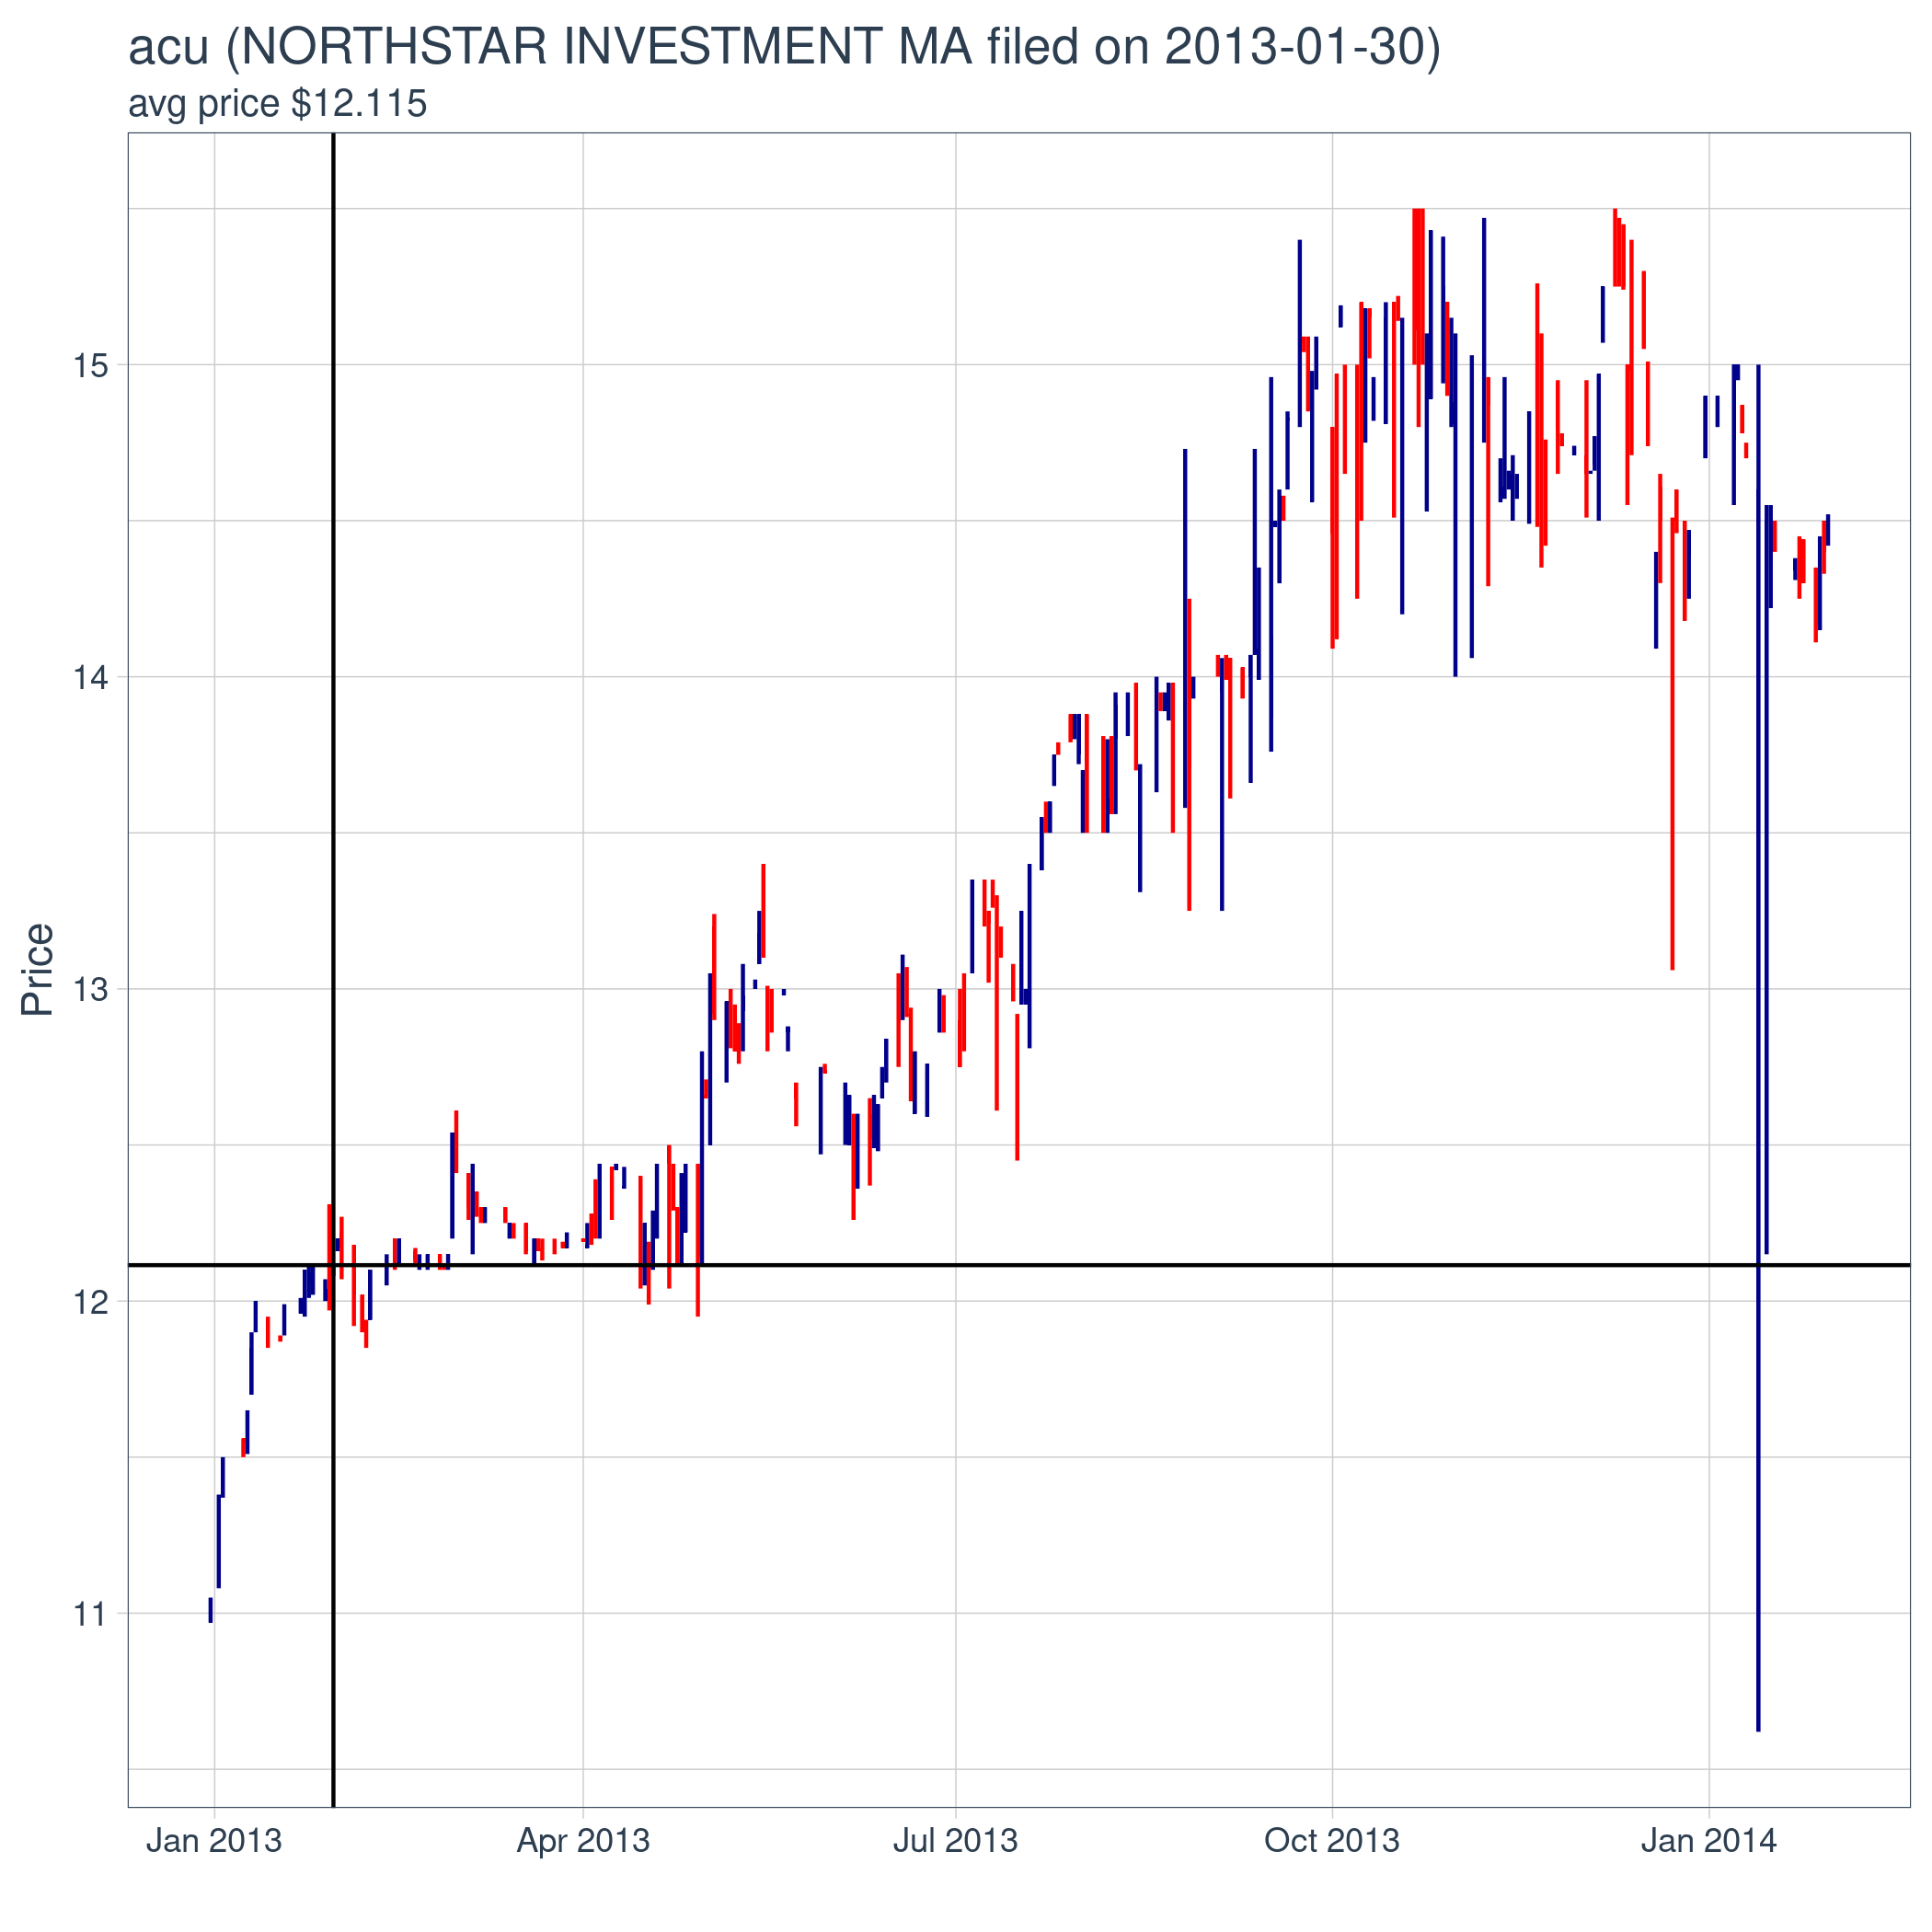 acu (NORTHSTAR INVESTMENT MA filed on 2013-01-30)
avg price $12.115
15
14
13
12
11
Price
Jan 2013
Apr 2013
Jul 2013
Oct 2013
Jan 2014